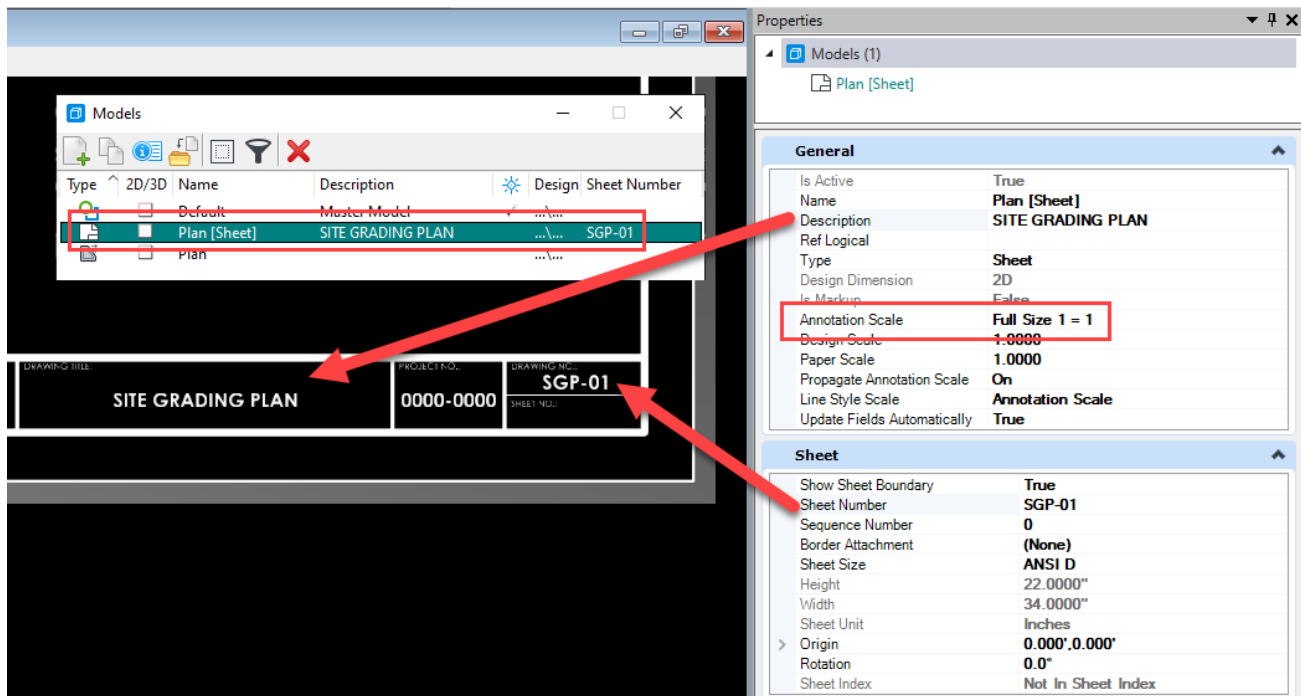 Models
Type 2D/3D Name Description Design Sheet Number
Default Master Model ...\...
Plan [Sheet] SITE GRADING PLAN ...\... SGP-01
Plan ...\...
DRAWING TITLE:
SITE GRADING PLAN
PROJECT NO.:
0000-0000
DRAWING NO.:
SGP-01
SHEET NO.:
Properties
Models (1)
Plan [Sheet]
General
Is Active True
Name Plan [Sheet]
Description SITE GRADING PLAN
Ref Logical
Type Sheet
Design Dimension 2D
Is Markup False
Annotation Scale Full Size 1 = 1
Design Scale 1.0000
Paper Scale 1.0000
Propagate Annotation Scale On
Line Style Scale Annotation Scale
Update Fields Automatically True
Sheet
Show Sheet Boundary True
Sheet Number SGP-01
Sequence Number 0
Border Attachment (None)
Sheet Size ANSI D
Height 22.0000"
Width 34.0000"
Sheet Unit Inches
Origin 0.000',0.000'
Rotation 0.0°
Sheet Index Not In Sheet Index